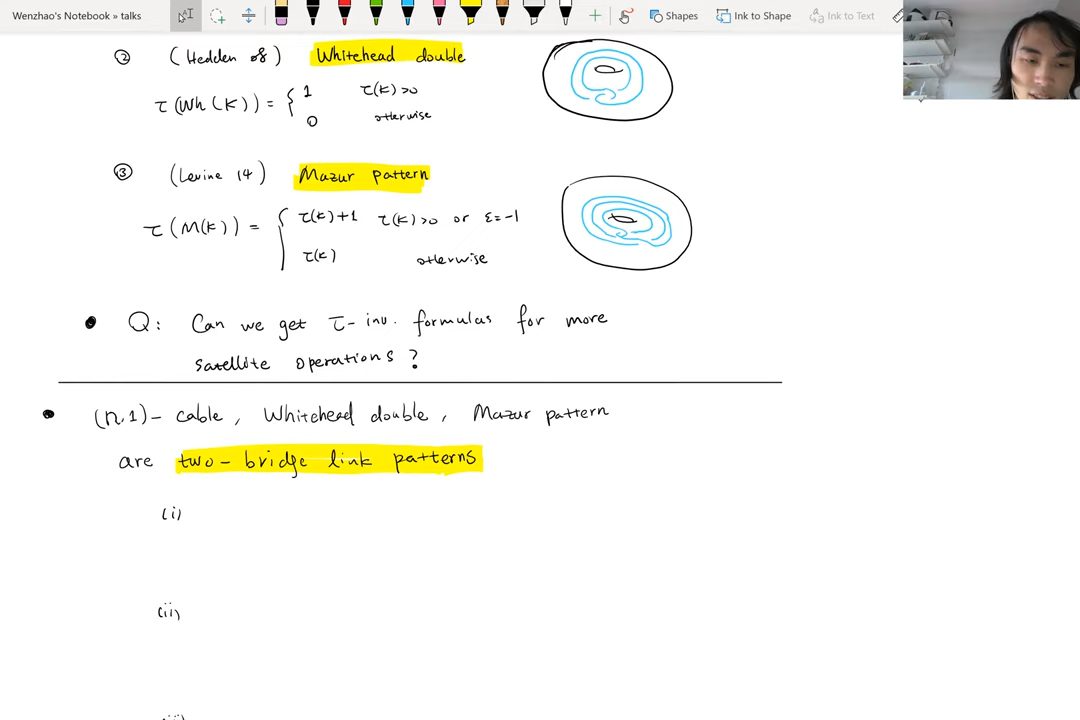 Wenzhao's Notebook » talks
Shapes
Ink to Shape
Ink to Text
② (Hedden 08) Whitehead double
τ(Wh(K)) = { 1 τ(K)>0
0 otherwise
③ (Levine 14) Mazur pattern
τ(M(K)) = { τ(K)+1 τ(K)>0 or ε=-1
τ(K) otherwise
• Q: Can we get τ-inv. formulas for more
satellite operations?
• (n,1)-cable, Whitehead double, Mazur pattern
are two-bridge link patterns
(i)
(ii)